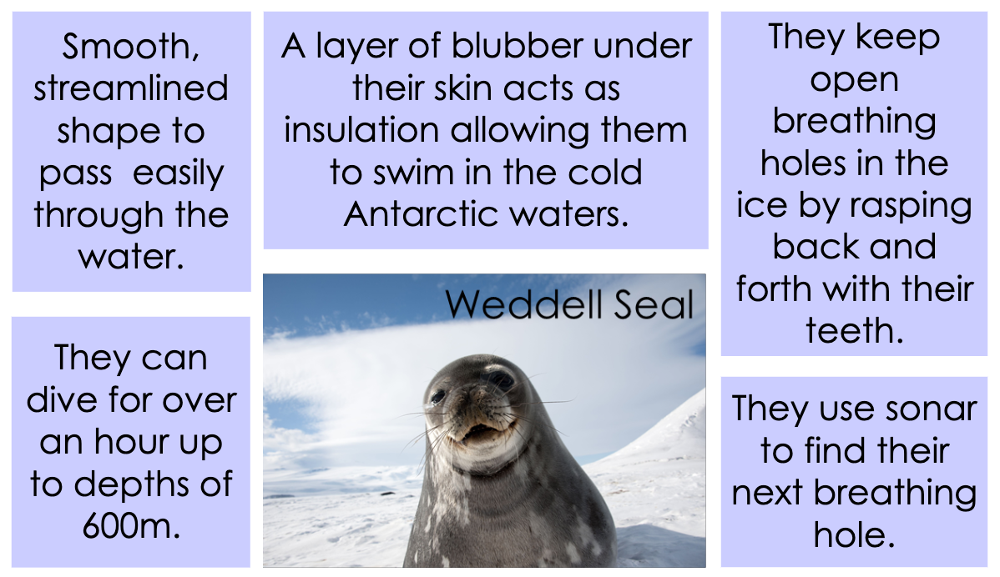 Smooth,
streamlined
shape to
pass  easily
through the
water.
A layer of blubber under
their skin acts as
insulation allowing them
to swim in the cold
Antarctic waters.
They keep
open
breathing
holes in the
ice by rasping
back and
forth with their
teeth.
They can
dive for over
an hour up
to depths of
600m.
Weddell Seal
They use sonar
to find their
next breathing
hole.